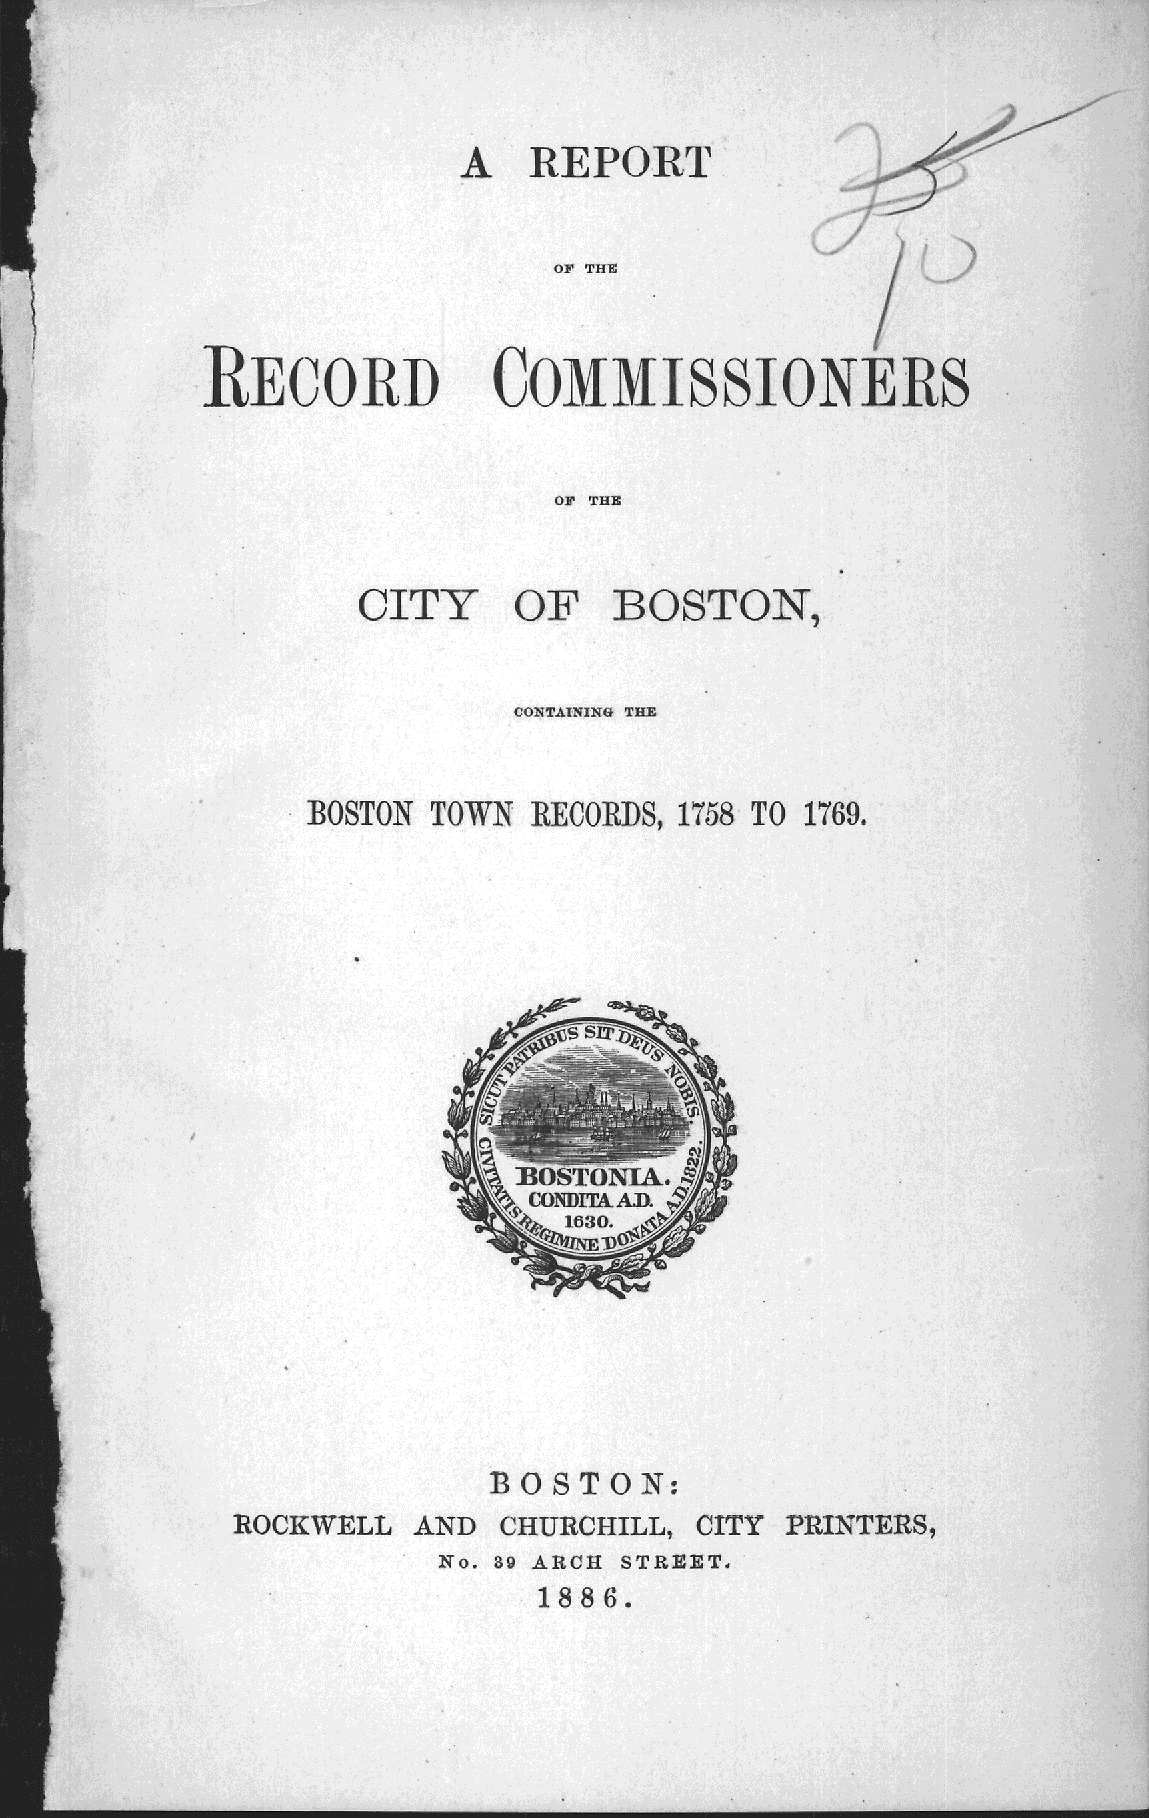 A REPORT
OF THE
RECORD COMMISSIONERS
OF THE
CITY OF BOSTON,
CONTAINING THE
BOSTON TOWN RECORDS, 1758 TO 1769.
SICUT PATRIBUS SIT DEUS NOBIS.
BOSTONIA.
CONDITA A.D.
1630.
CIVITATIS REGIMINE DONATA A.D. 1822.
BOSTON:
ROCKWELL AND CHURCHILL, CITY PRINTERS,
No. 39 ARCH STREET.
1886.